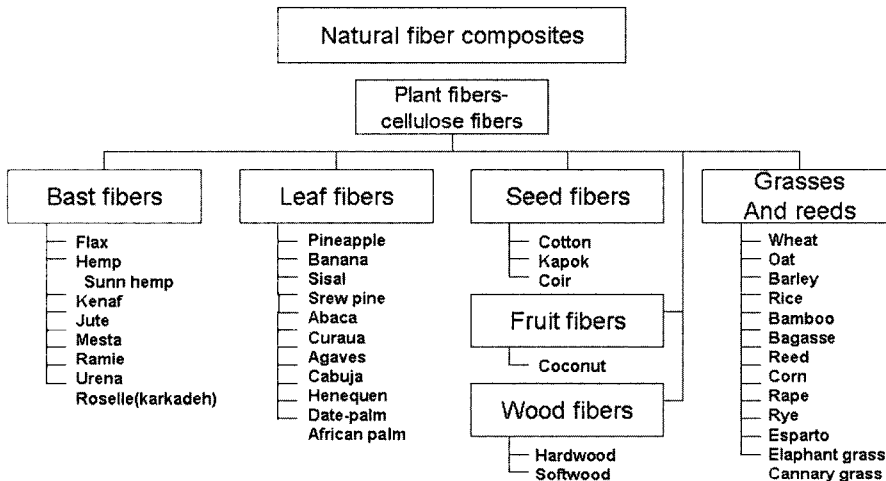 Natural fiber composites
Plant fibers-
cellulose fibers
Bast fibers
Flax
Hemp
Sunn hemp
Kenaf
Jute
Mesta
Ramie
Urena
Roselle(karkadeh)
Leaf fibers
Pineapple
Banana
Sisal
Srew pine
Abaca
Curaua
Agaves
Cabuja
Henequen
Date-palm
African palm
Seed fibers
Cotton
Kapok
Coir
Fruit fibers
Coconut
Wood fibers
Hardwood
Softwood
Grasses
And reeds
Wheat
Oat
Barley
Rice
Bamboo
Bagasse
Reed
Corn
Rape
Rye
Esparto
Elaphant grass
Cannary grass